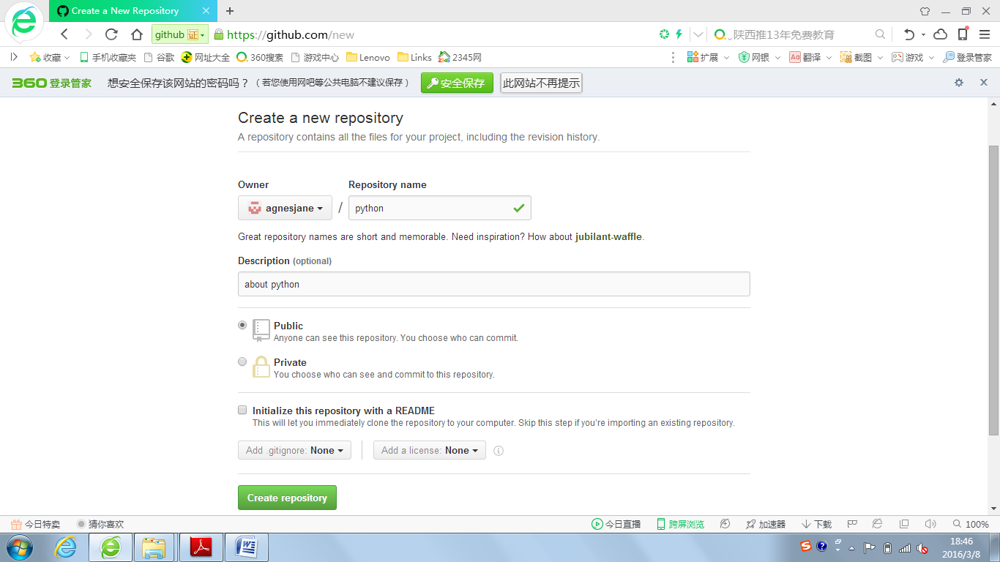 Create a New Repository
github 证 https://github.com/new 陕西推13年免费教育
收藏 手机收藏夹 谷歌 网址大全 360搜索 游戏中心 Lenovo Links 2345网 扩展 网银 Aa 翻译 截图 游戏 登录管家
360 登录管家 想安全保存该网站的密码吗？（若您使用网吧等公共电脑不建议保存） 安全保存 此网站不再提示
Create a new repository
A repository contains all the files for your project, including the revision history.
Owner Repository name
agnesjane / python
Great repository names are short and memorable. Need inspiration? How about jubilant-waffle.
Description (optional)
about python
Public
Anyone can see this repository. You choose who can commit.
Private
You choose who can see and commit to this repository.
Initialize this repository with a README
This will let you immediately clone the repository to your computer. Skip this step if you’re importing an existing repository.
Add .gitignore: None Add a license: None
Create repository
今日特卖 猜你喜欢 今日直播 跨屏浏览 加速器 下载 100%
18:46
2016/3/8